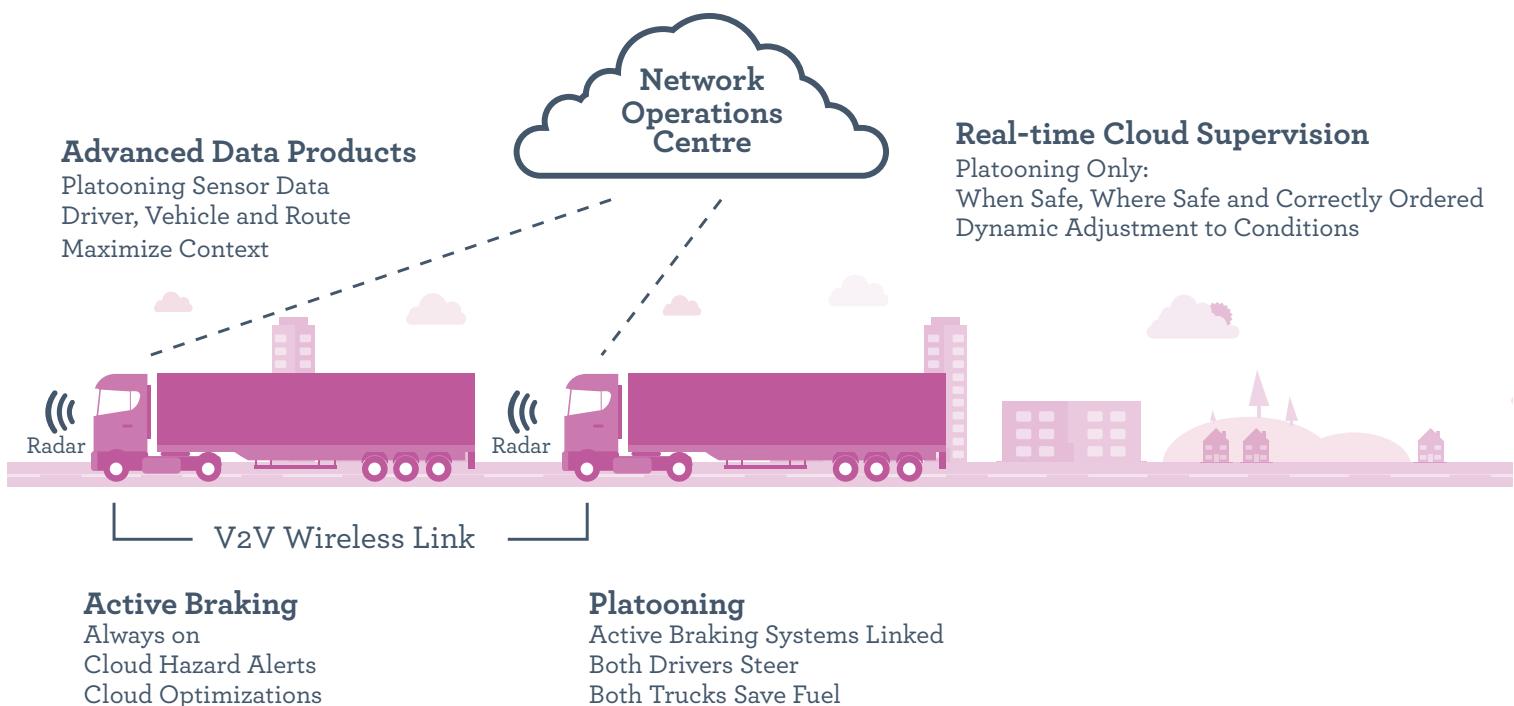 Network
Operations
Centre
Advanced Data Products
Platooning Sensor Data
Driver, Vehicle and Route
Maximize Context
Real-time Cloud Supervision
Platooning Only:
When Safe, Where Safe and Correctly Ordered
Dynamic Adjustment to Conditions
Radar
Radar
V2V Wireless Link
Active Braking
Always on
Cloud Hazard Alerts
Cloud Optimizations
Platooning
Active Braking Systems Linked
Both Drivers Steer
Both Trucks Save Fuel